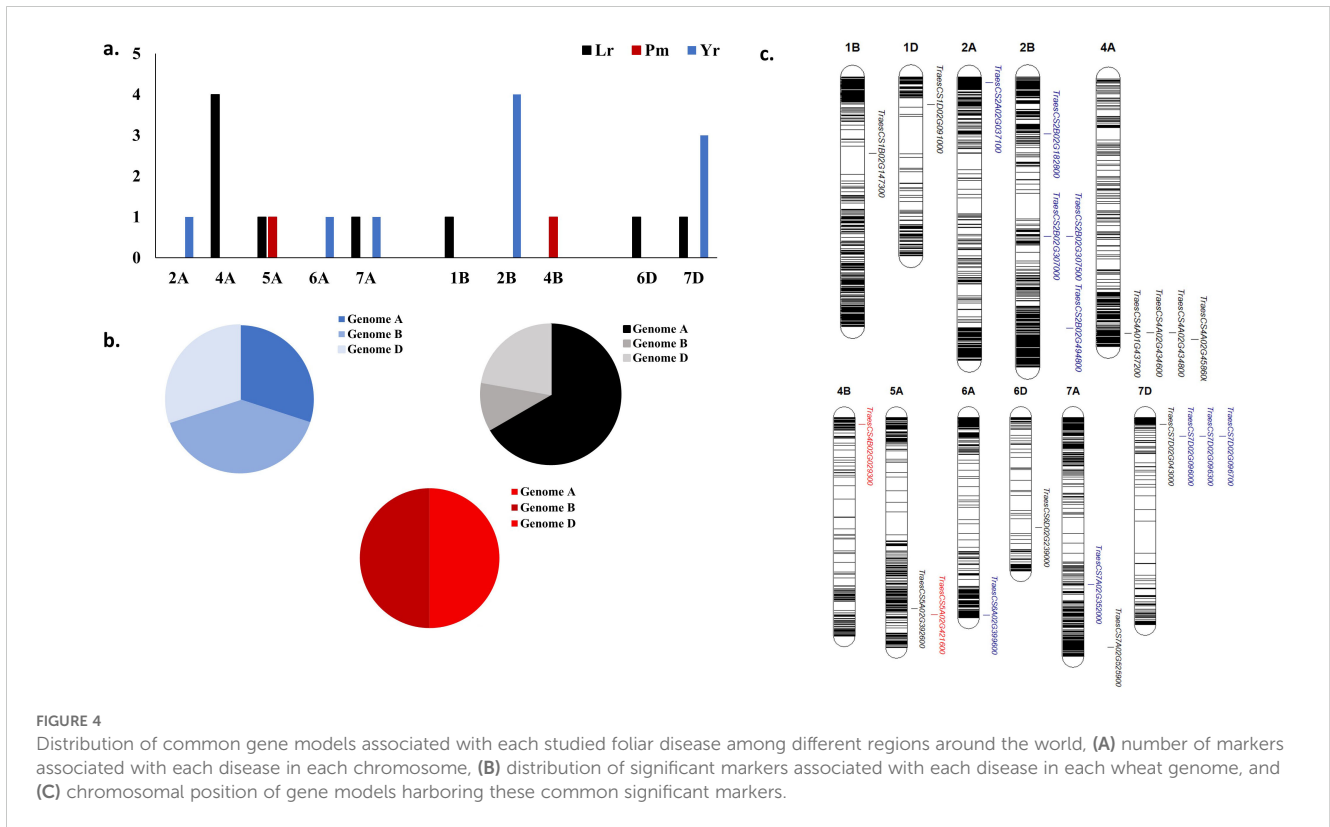 a.
Lr Pm Yr
5
4
3
2
1
0
2A 4A 5A 6A 7A 1B 2B 4B 6D 7D
b.
Genome A
Genome B
Genome D
Genome A
Genome B
Genome D
Genome A
Genome B
Genome D
c.
1B 1D 2A 2B 4A
TraesCS1B02G147300
TraesCS1D02G091000
TraesCS2A02G037100
TraesCS2B02G182800
TraesCS2B02G307000
TraesCS2B02G307500
TraesCS2B02G494800
TraesCS4A01G437200
TraesCS4A02G434600
TraesCS4A02G434800
TraesCS4A02G458600
4B 5A 6A 6D 7A 7D
TraesCS4B02G029300
TraesCS5A02G392600
TraesCS5A02G421600
TraesCS6A02G399600
TraesCS6D02G239000
TraesCS7A02G352000
TraesCS7A02G525900
TraesCS7D02G043000
TraesCS7D02G096000
TraesCS7D02G096300
TraesCS7D02G096700
FIGURE 4
Distribution of common gene models associated with each studied foliar disease among different regions around the world, (A) number of markers
associated with each disease in each chromosome, (B) distribution of significant markers associated with each disease in each wheat genome, and
(C) chromosomal position of gene models harboring these common significant markers.